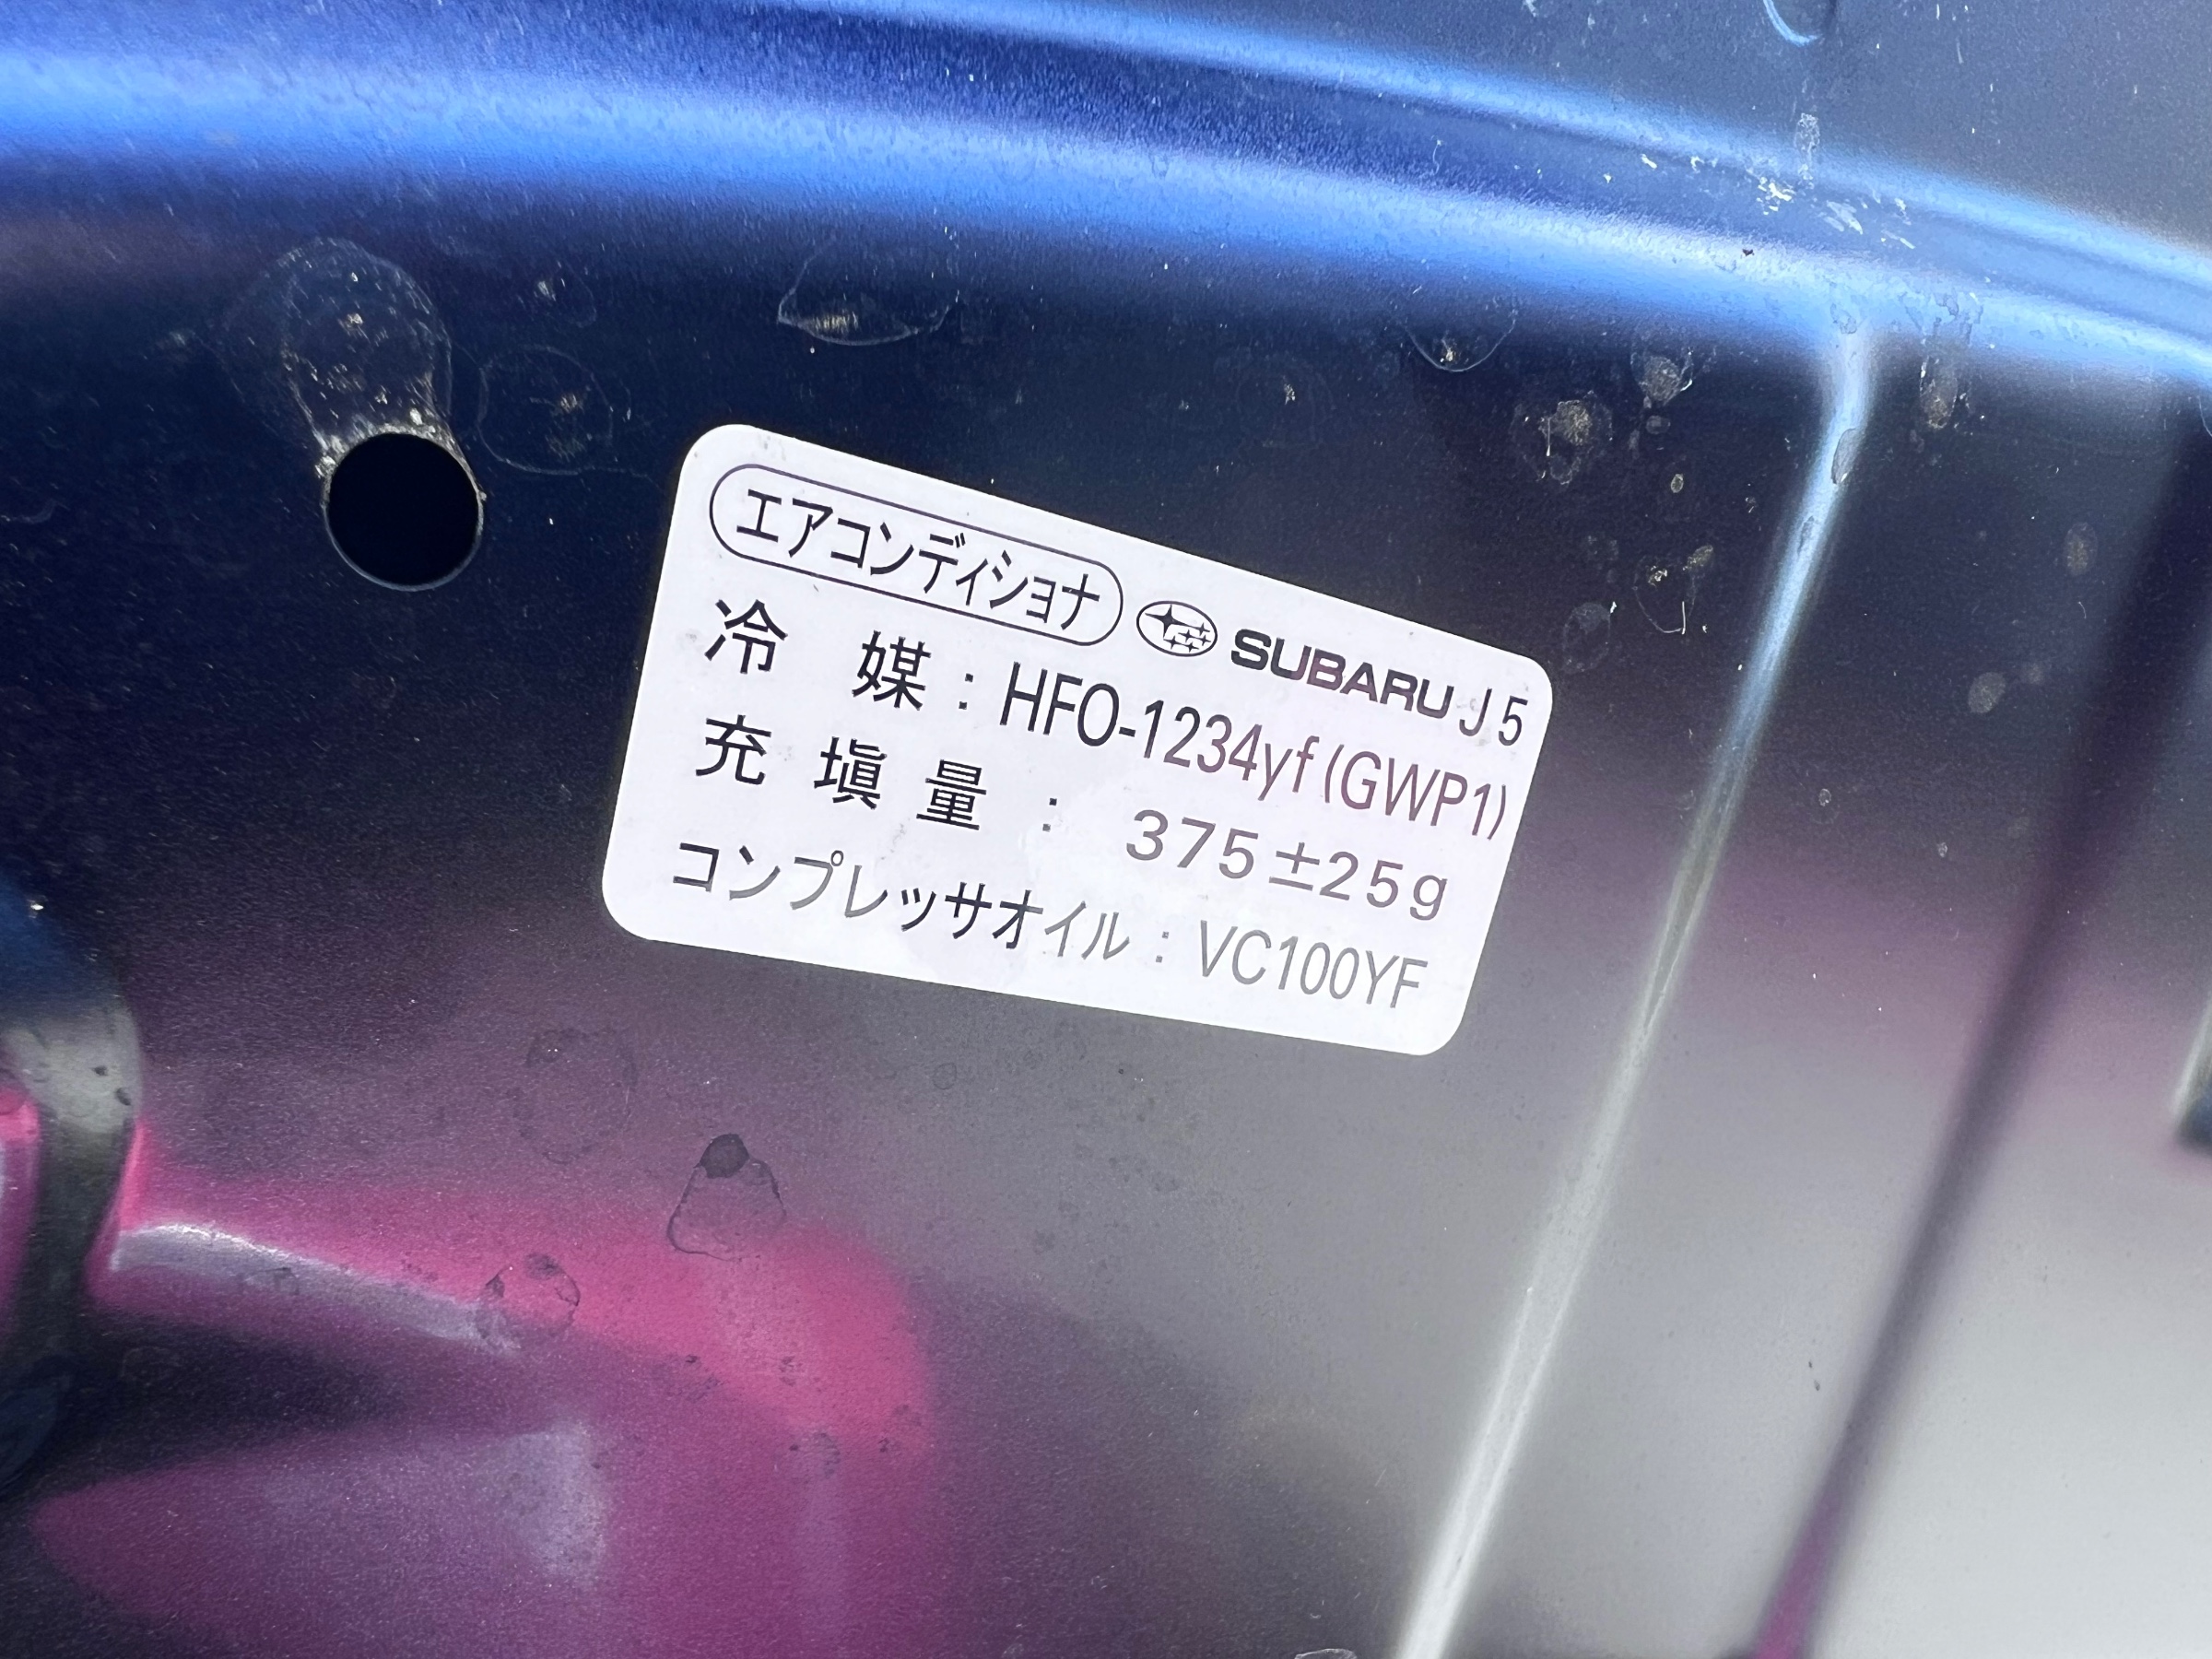 エアコンディショナ SUBARU J5
冷媒：HFO-1234yf(GWP1)
充塡量：375±25g
コンプレッサオイル：VC100YF